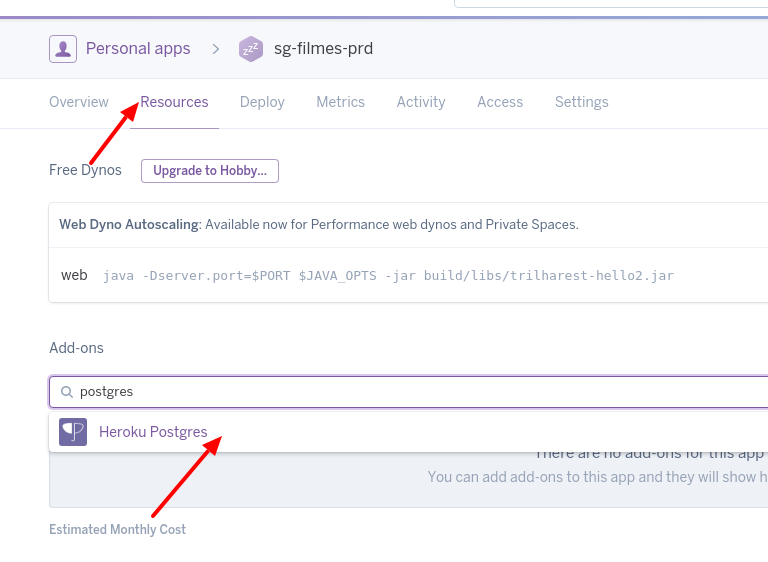 Personal apps > sg-filmes-prd
Overview Resources Deploy Metrics Activity Access Settings
Free Dynos Upgrade to Hobby...
Web Dyno Autoscaling: Available now for Performance web dynos and Private Spaces.
web java -Dserver.port=$PORT $JAVA_OPTS -jar build/libs/trilharest-hello2.jar
Add-ons
postgres
Heroku Postgres
There are no add-ons for this app
You can add add-ons to this app and they will show h
Estimated Monthly Cost